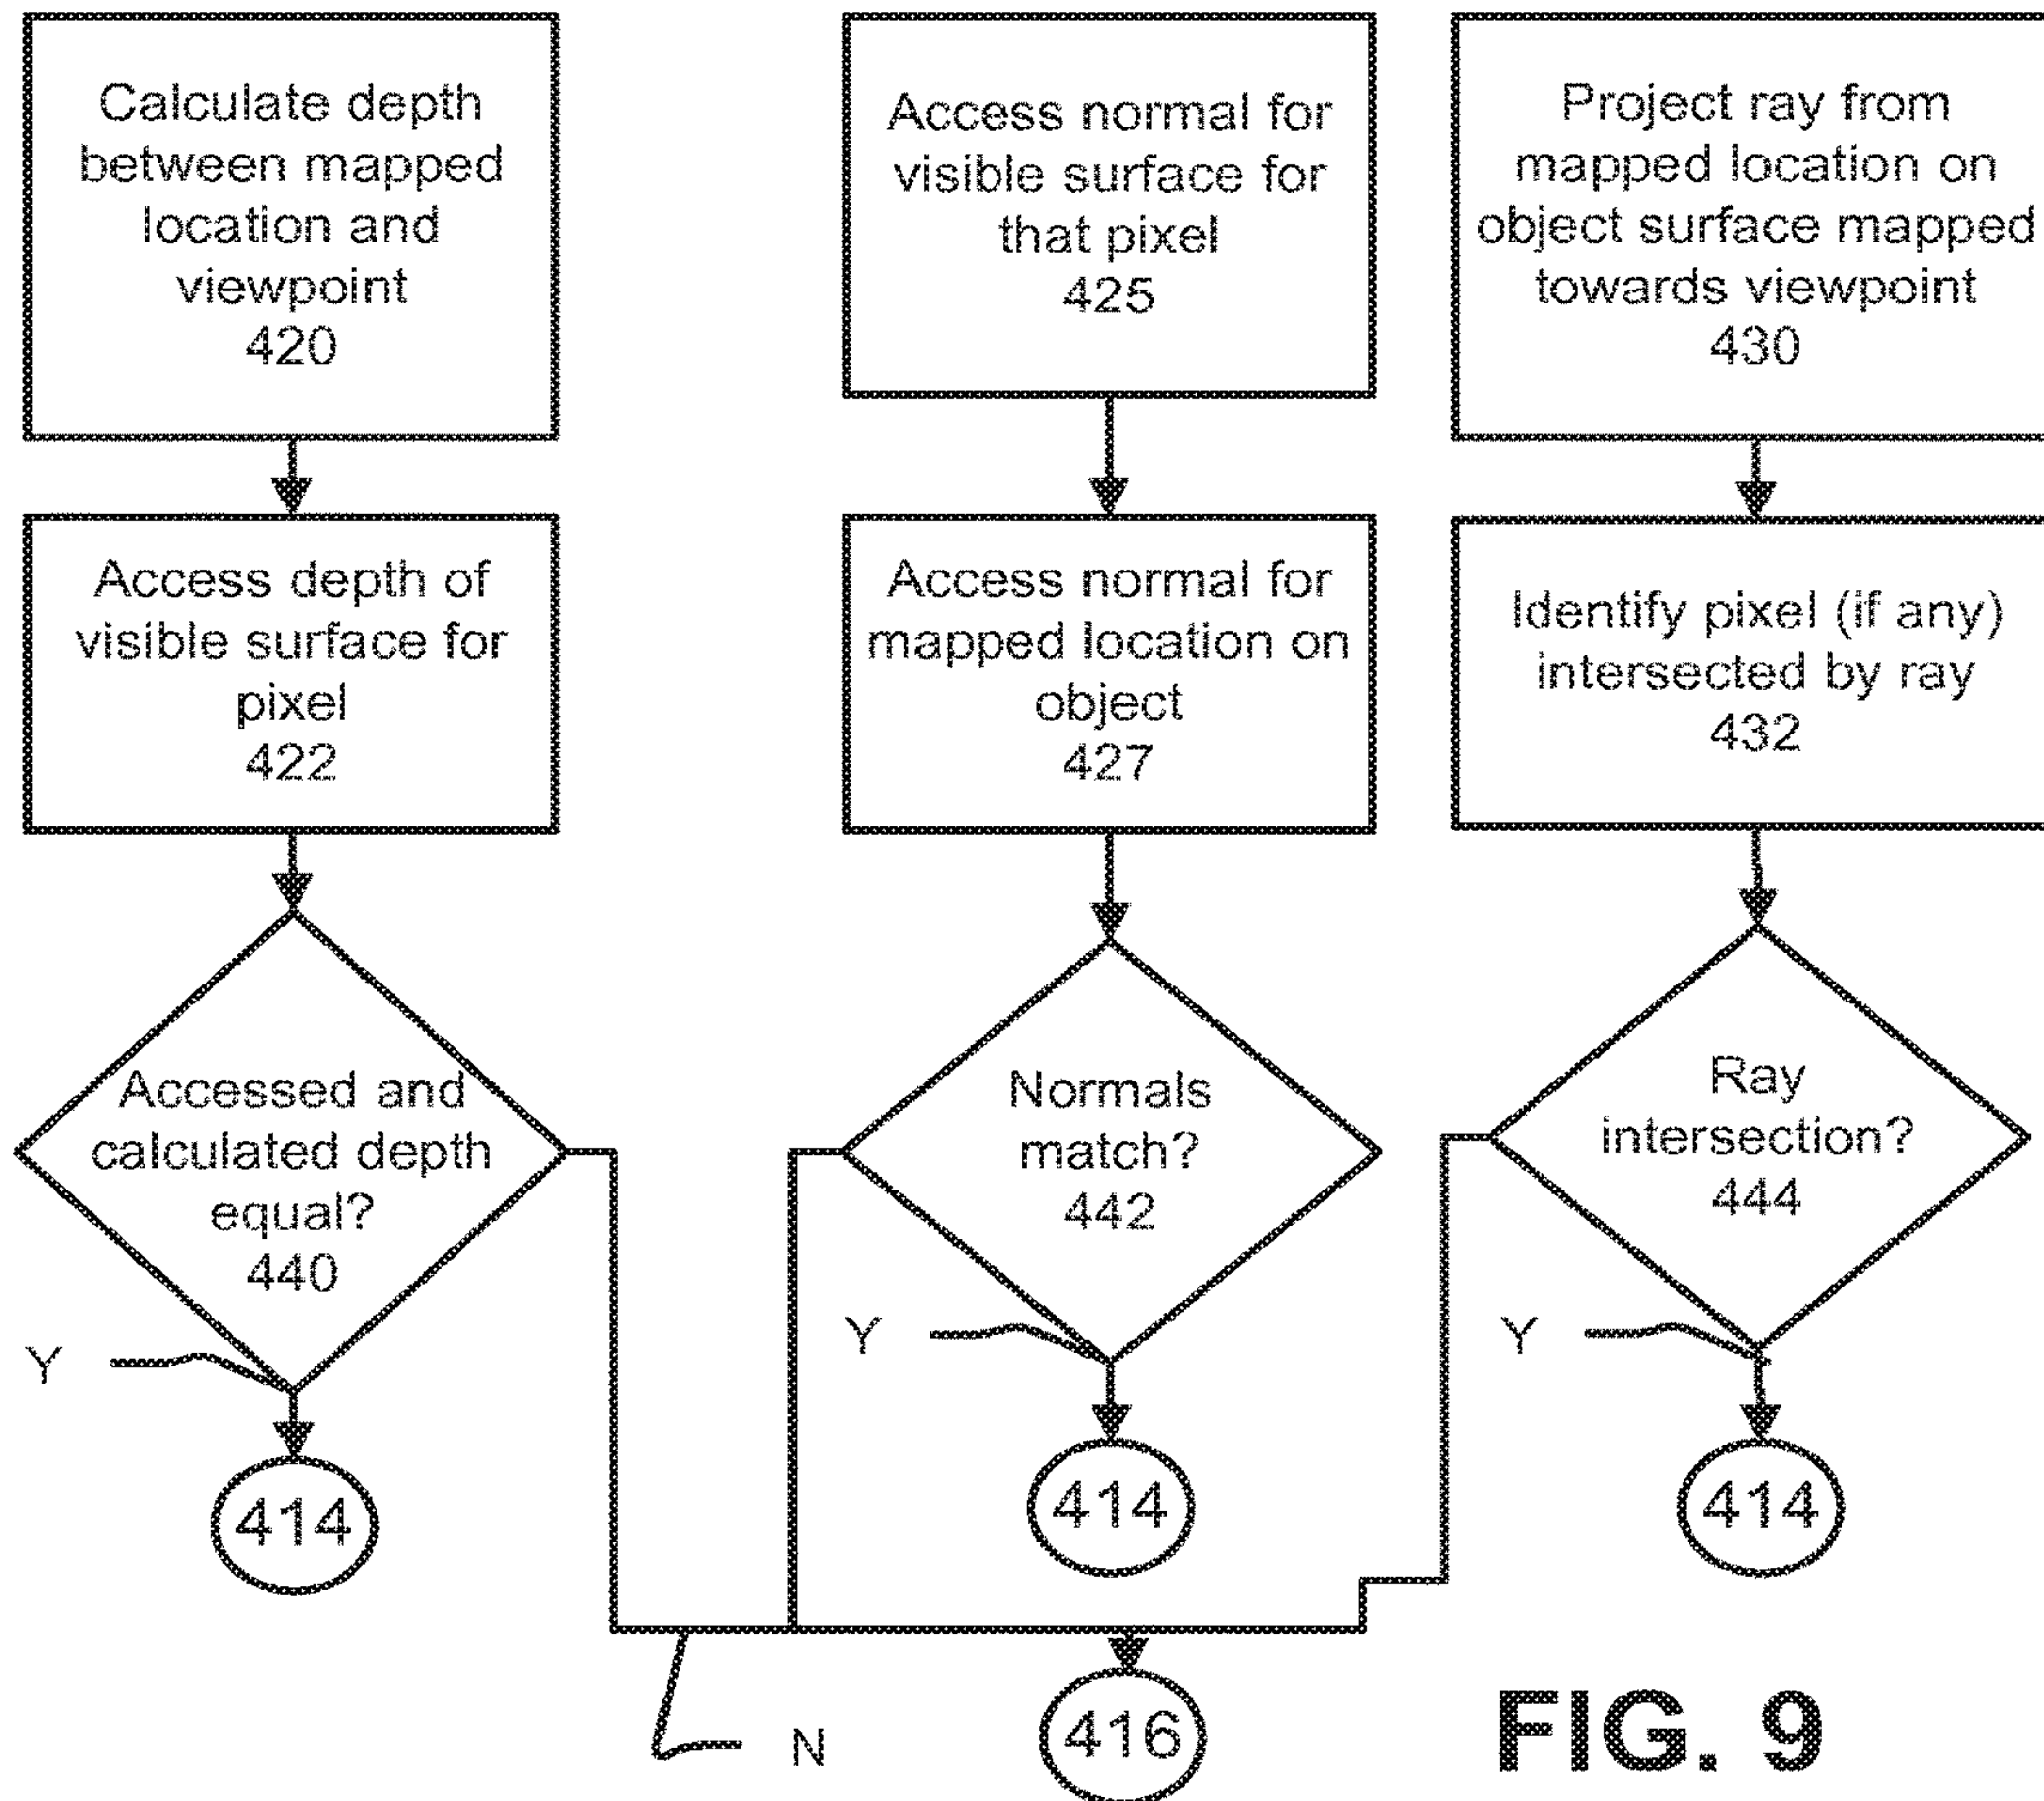 Calculate depth
between mapped
location and
viewpoint
420
Access normal for
visible surface for
that pixel
425
Project ray from
mapped location on
object surface mapped
towards viewpoint
430
Access depth of
visible surface for
pixel
422
Access normal for
mapped location on
object
427
Identify pixel (if any)
intersected by ray
432
Accessed and
calculated depth
equal?
440
Normals
match?
442
Ray
intersection?
444
Y
Y
Y
414
414
414
N
416
FIG. 9